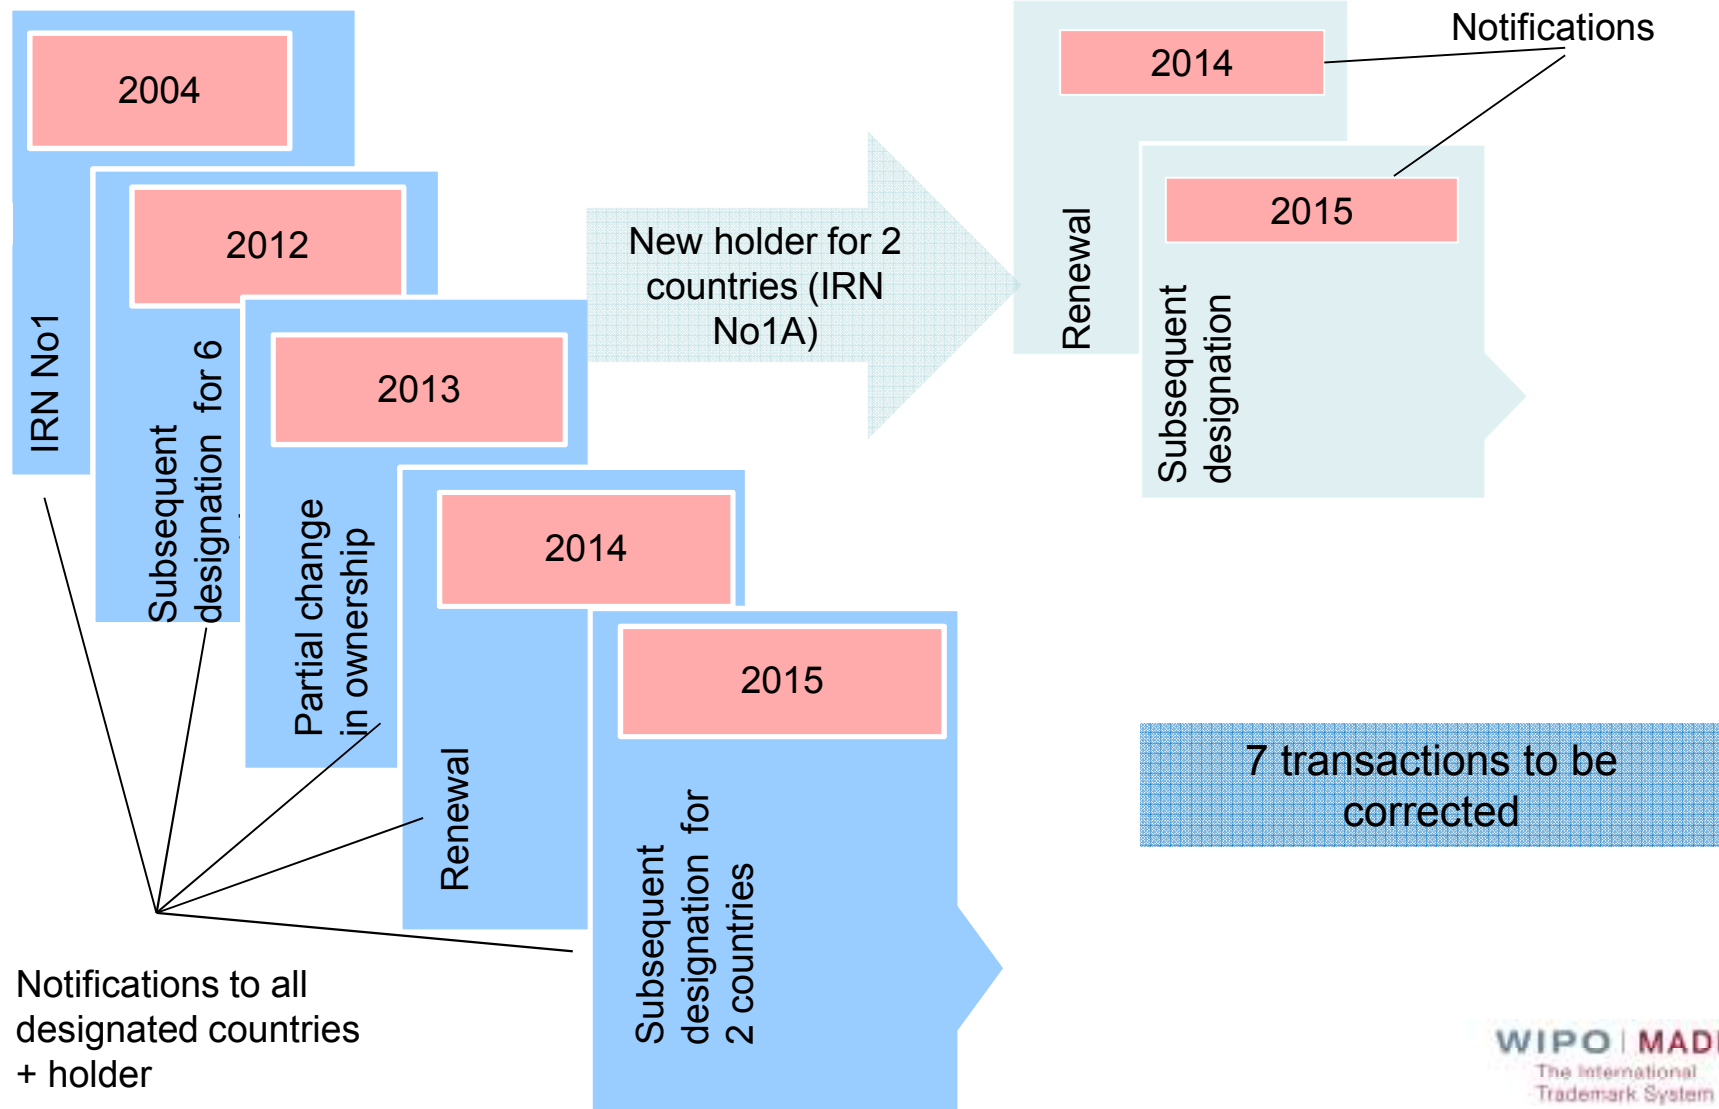 2004
IRN No1
2012
Subsequent
designation for 6
2013
Partial change
in ownership
2014
Renewal
2015
Subsequent
designation for
2 countries
Notifications to all
designated countries
+ holder
New holder for 2
countries (IRN
No1A)
Notifications
2014
Renewal
2015
Subsequent
designation
7 transactions to be
corrected
WIPO
The International
Trademark System